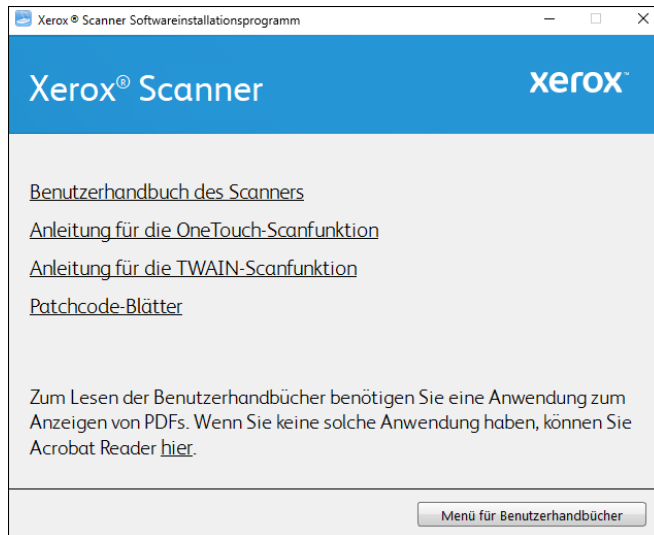 Xerox® Scanner Softwareinstallationsprogramm
Xerox® Scanner
xerox™
Benutzerhandbuch des Scanners
Anleitung für die OneTouch-Scanfunktion
Anleitung für die TWAIN-Scanfunktion
Patchcode-Blätter
Zum Lesen der Benutzerhandbücher benötigen Sie eine Anwendung zum
Anzeigen von PDFs. Wenn Sie keine solche Anwendung haben, können Sie
Acrobat Reader hier.
Menü für Benutzerhandbücher